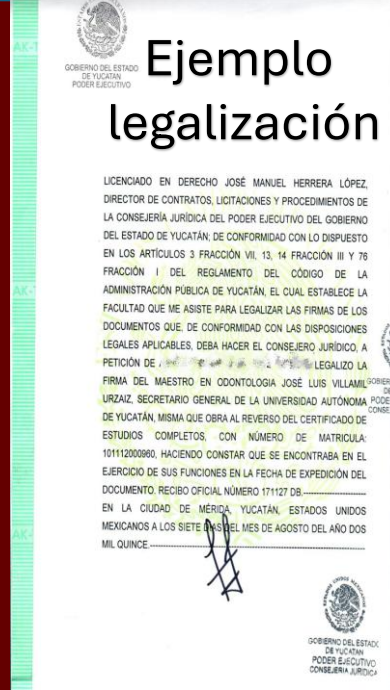 AK-1
GOBIERNO DEL ESTADO
DE YUCATAN
PODER EJECUTIVO
Ejemplo
legalización
LICENCIADO EN DERECHO JOSÉ MANUEL HERRERA LÓPEZ,
DIRECTOR DE CONTRATOS, LICITACIONES Y PROCEDIMIENTOS DE
LA CONSEJERÍA JURÍDICA DEL PODER EJECUTIVO DEL GOBIERNO
DEL ESTADO DE YUCATÁN; DE CONFORMIDAD CON LO DISPUESTO
EN LOS ARTÍCULOS 3 FRACCIÓN VII, 13, 14 FRACCIÓN III Y 76
FRACCIÓN I DEL REGLAMENTO DEL CÓDIGO DE LA
ADMINISTRACIÓN PÚBLICA DE YUCATÁN, EL CUAL ESTABLECE LA
FACULTAD QUE ME ASISTE PARA LEGALIZAR LAS FIRMAS DE LOS
DOCUMENTOS QUE, DE CONFORMIDAD CON LAS DISPOSICIONES
LEGALES APLICABLES, DEBA HACER EL CONSEJERO JURÍDICO, A
PETICIÓN DE LEGALIZO LA
FIRMA DEL MAESTRO EN ODONTOLOGIA JOSÉ LUIS VILLAMIL
URZAIZ, SECRETARIO GENERAL DE LA UNIVERSIDAD AUTÓNOMA
DE YUCATÁN, MISMA QUE OBRA AL REVERSO DEL CERTIFICADO DE
ESTUDIOS COMPLETOS, CON NÚMERO DE MATRICULA:
101112000960, HACIENDO CONSTAR QUE SE ENCONTRABA EN EL
EJERCICIO DE SUS FUNCIONES EN LA FECHA DE EXPEDICIÓN DEL
DOCUMENTO. RECIBO OFICIAL NÚMERO 171127 DB.---------------
EN LA CIUDAD DE MÉRIDA, YUCATÁN, ESTADOS UNIDOS
MEXICANOS A LOS SIETE DÍAS DEL MES DE AGOSTO DEL AÑO DOS
MIL QUINCE.---------------
GOBIERNO DEL ESTADO
DE YUCATAN
PODER EJECUTIVO
CONSEJERIA JURIDICA